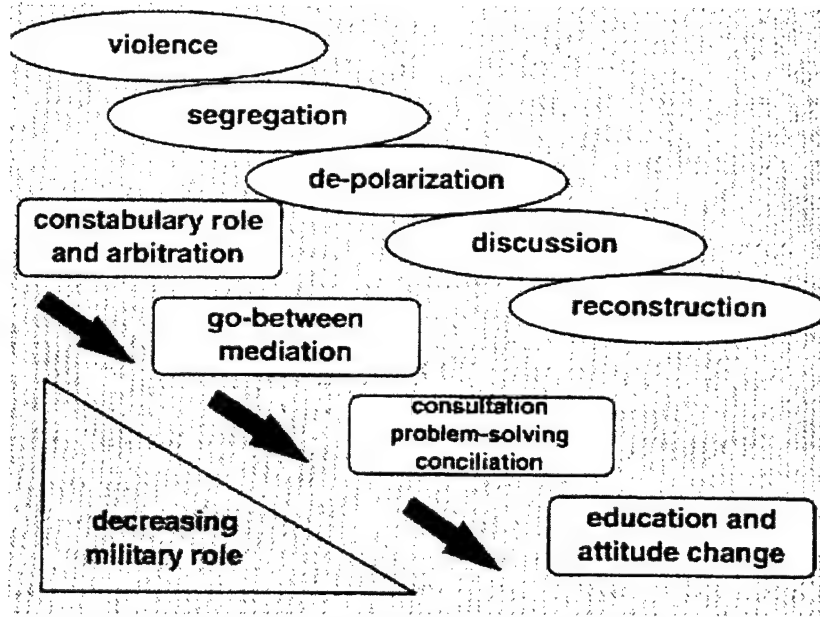 violence
segregation
de-polarization
constabulary role
and arbitration
discussion
reconstruction
go-between
mediation
consultation
problem-solving
conciliation
decreasing
military role
education and
attitude change